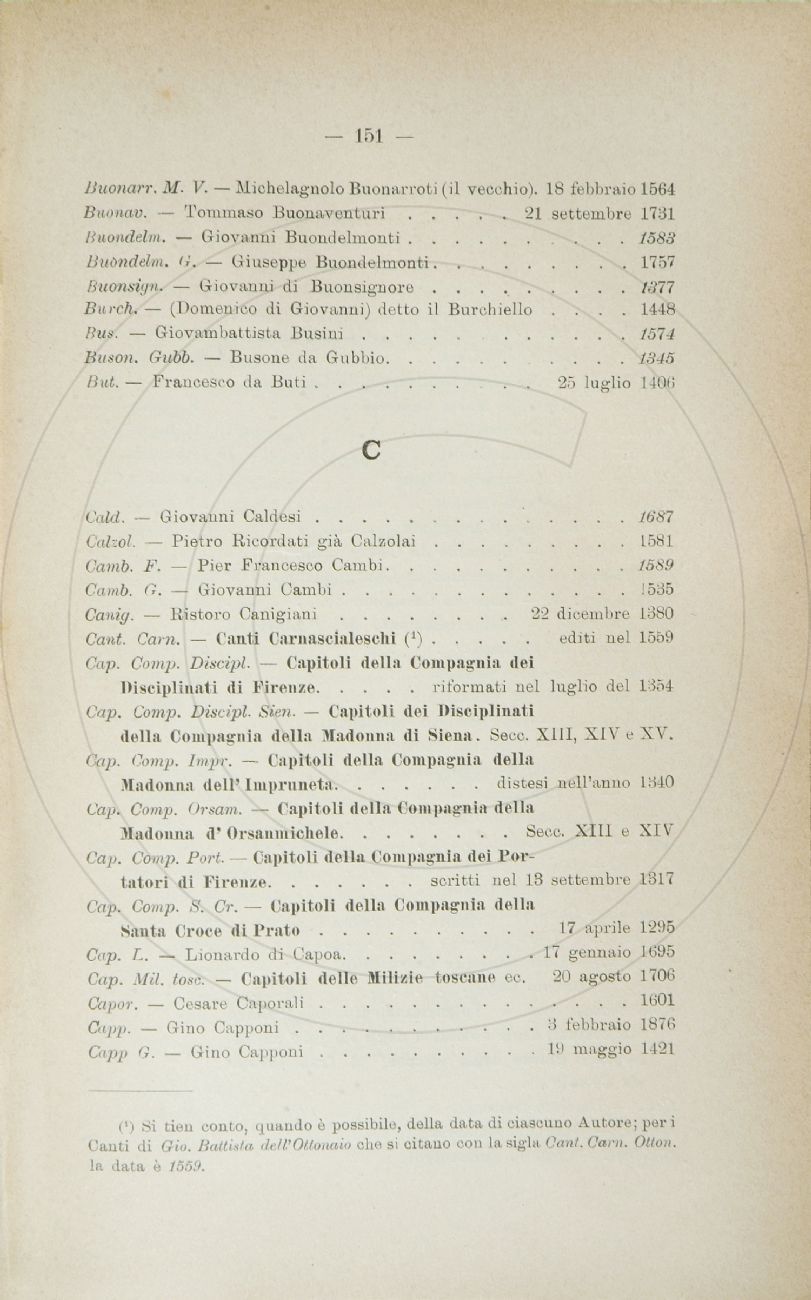 — 151 —
Buonarr. M. V. — Michelagnolo Buonarroti (il vecchio). 18 febbraio 1564
Buonav. — Tommaso Buonaventuri . . . . . 21 settembre 1731
Buondelm. — Giovanni Buondelmonti . . . . . . . . . 1583
Buondelm. G. — Giuseppe Buondelmonti. . . . . . . . . 1757
Buonsign. — Giovanni di Buonsignore . . . . . . . . . 1377
Burch. — (Domenico di Giovanni) detto il Burchiello . . . . 1448
Bus. — Giovambattista Busini . . . . . . . . . . . 1574
Buson. Gubb. — Busone da Gubbio. . . . . . . . . . 1345
But. — Francesco da Buti . . . . . . . . . . 25 luglio 1406
C
Cald. — Giovanni Caldesi . . . . . . . . . . . . . . 1687
Calzol. — Pietro Ricordati già Calzolai . . . . . . . . . 1581
Camb. F. — Pier Francesco Cambi. . . . . . . . . . . 1589
Camb. G. — Giovanni Cambi . . . . . . . . . . . . . 1535
Canig. — Ristoro Canigiani . . . . . . . . 22 dicembre 1380
Cant. Carn. — Canti Carnascialeschi (¹) . . . . . editi nel 1559
Cap. Comp. Discipl. — Capitoli della Compagnia dei
Disciplinati di Firenze. . . . . riformati nel luglio del 1354
Cap. Comp. Discipl. Sien. — Capitoli dei Disciplinati
della Compagnia della Madonna di Siena. Secc. XIII, XIV e XV.
Cap. Comp. Impr. — Capitoli della Compagnia della
Madonna dell' Impruneta. . . . . . . distesi nell'anno 1340
Cap. Comp. Orsam. — Capitoli della Compagnia della
Madonna d' Orsanmichele. . . . . . . . Secc. XIII e XIV
Cap. Comp. Port. — Capitoli della Compagnia dei Por-
tatori di Firenze. . . . . . . scritti nel 13 settembre 1317
Cap. Comp. S. Cr. — Capitoli della Compagnia della
Santa Croce di Prato . . . . . . . . . . 17 aprile 1295
Cap. L. — Lionardo di Capoa. . . . . . . . . 17 gennaio 1695
Cap. Mil. tosc. — Capitoli delle Milizie toscane ec. 20 agosto 1706
Capor. — Cesare Caporali . . . . . . . . . . . . . . 1601
Capp. — Gino Capponi . . . . . . . . . . . 3 febbraio 1876
Capp G. — Gino Capponi . . . . . . . . . . 19 maggio 1421
(¹) Si tien conto, quando è possibile, della data di ciascuno Autore; per i
Canti di Gio. Battista dell'Ottonaio che si citano con la sigla Cant. Carn. Otton.
la data è 1559.